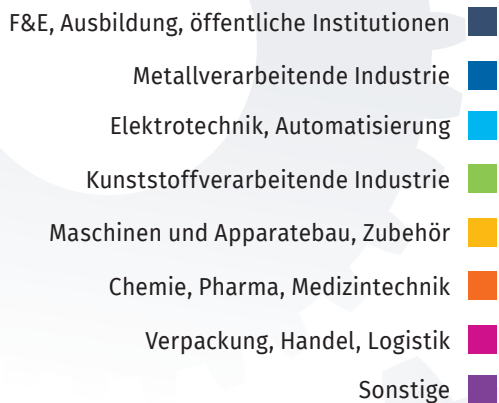 F&E, Ausbildung, öffentliche Institutionen
Metallverarbeitende Industrie
Elektrotechnik, Automatisierung
Kunststoffverarbeitende Industrie
Maschinen und Apparatebau, Zubehör
Chemie, Pharma, Medizintechnik
Verpackung, Handel, Logistik
Sonstige